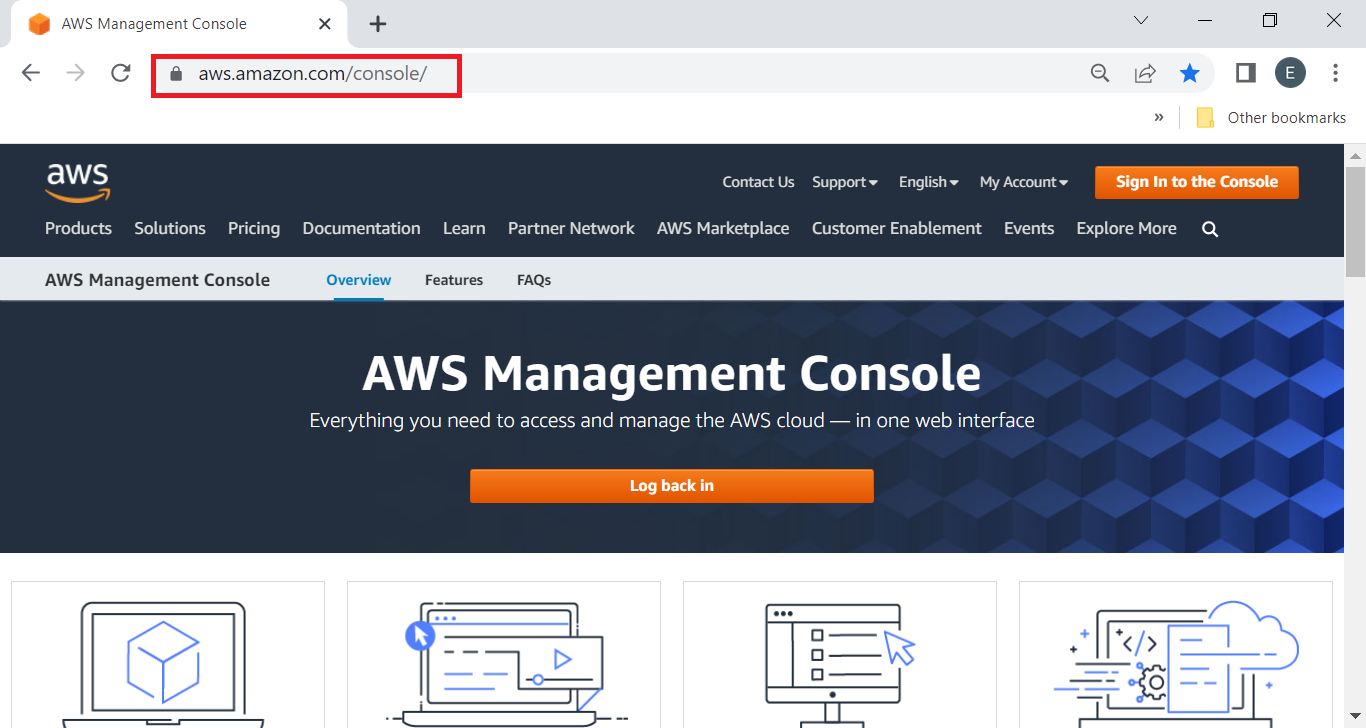 AWS Management Console
aws.amazon.com/console/
E
» Other bookmarks
aws
Contact Us Support English My Account Sign In to the Console
Products Solutions Pricing Documentation Learn Partner Network AWS Marketplace Customer Enablement Events Explore More
AWS Management Console Overview Features FAQs
AWS Management Console
Everything you need to access and manage the AWS cloud — in one web interface
Log back in